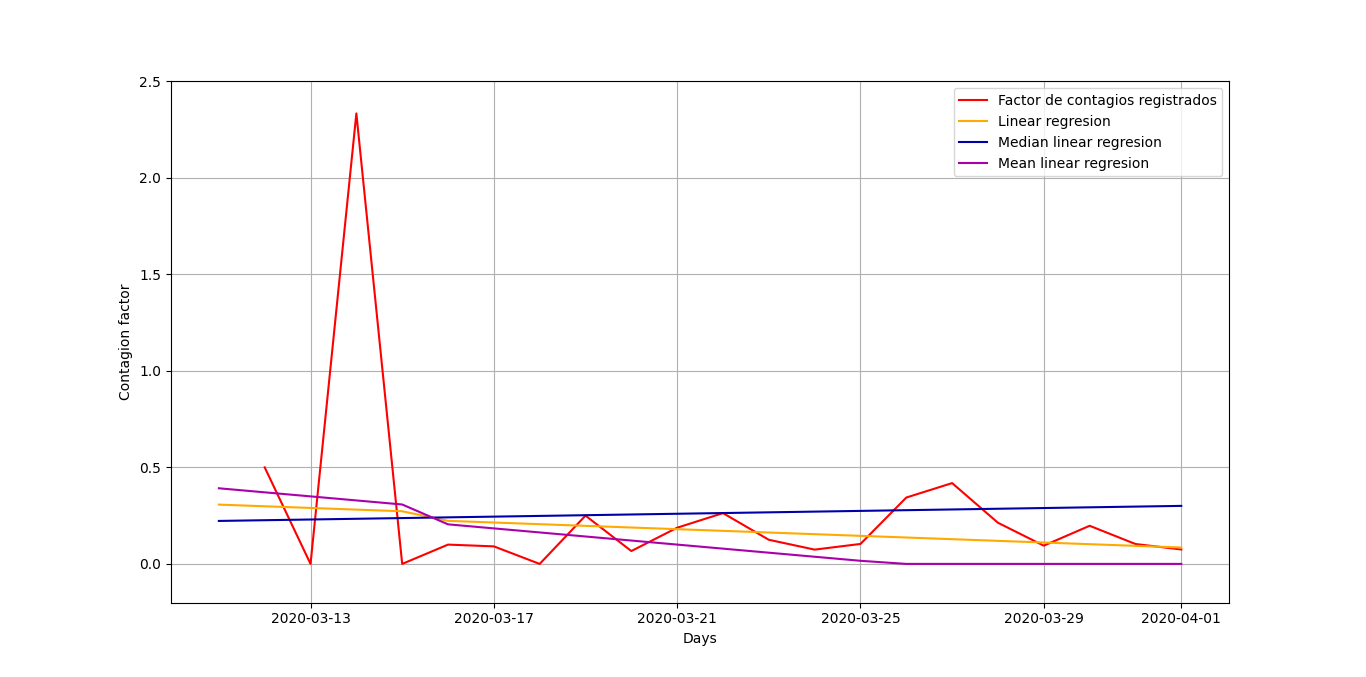 2.5
2.0
1.5
1.0
0.5
0.0
Contagion factor
Factor de contagios registrados
Linear regresion
Median linear regresion
Mean linear regresion
2020-03-13
2020-03-17
2020-03-21
2020-03-25
2020-03-29
2020-04-01
Days